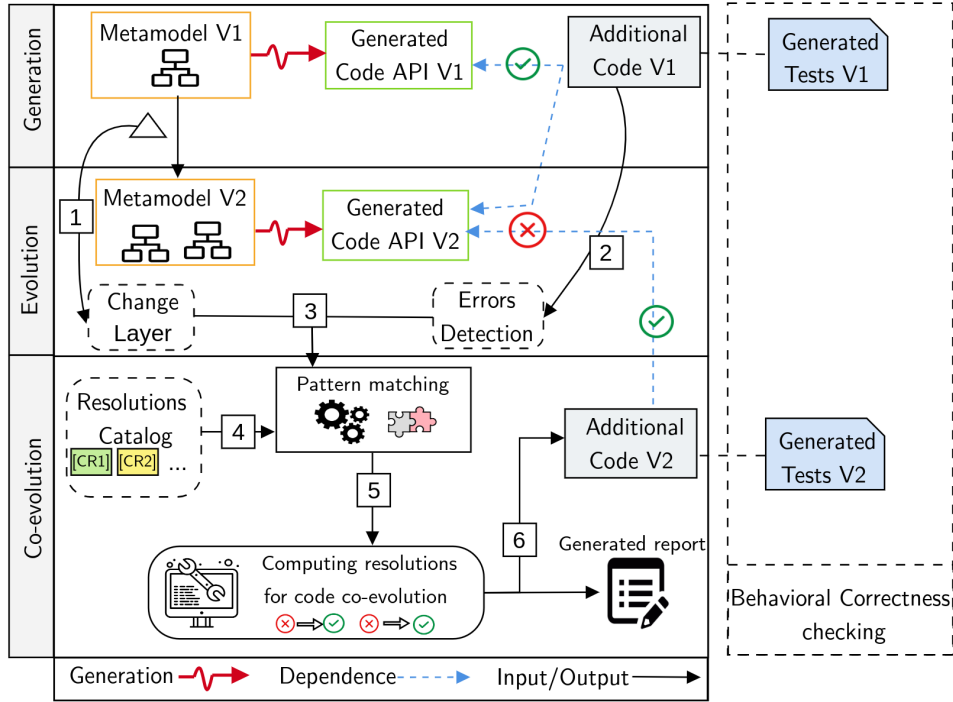 Generation
Metamodel V1
Generated
Code API V1
Additional
Code V1
Generated
Tests V1
Evolution
1
Metamodel V2
Generated
Code API V2
2
Change
Layer
3
Errors
Detection
Co-evolution
Resolutions
Catalog
[CR1] [CR2] ...
4
Pattern matching
5
Additional
Code V2
Generated
Tests V2
6
Computing resolutions
for code co-evolution
Generated report
Behavioral Correctness
checking
Generation
Dependence
Input/Output